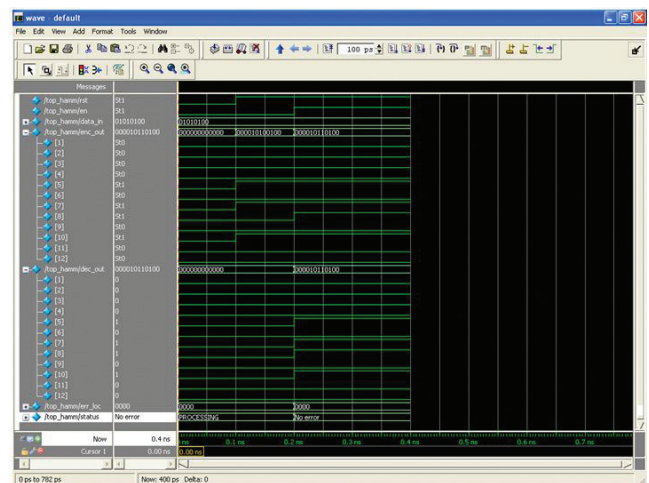 wave - default
File Edit View Add Format Tools Window
100 ps
Messages
/top_hamm/rst St1
/top_hamm/en St1
/top_hamm/data_in 01010100 01010100
/top_hamm/enc_out 000010110100 000000000000 000010100100 000010110100
[1] St0
[2] St0
[3] St0
[4] St0
[5] St1
[6] St0
[7] St1
[8] St1
[9] St0
[10] St1
[11] St0
[12] St0
/top_hamm/dec_out 000010110100 000000000000 000010110100
[1] 0
[2] 0
[3] 0
[4] 0
[5] 1
[6] 0
[7] 1
[8] 1
[9] 0
[10] 1
[11] 0
[12] 0
/top_hamm/err_loc 0000 0000 0000
/top_hamm/status No error PROCESSING No error
Now 0.4 ns ns 0.1 ns 0.2 ns 0.3 ns 0.4 ns 0.5 ns 0.6 ns 0.7 ns
Cursor 1 0.00 ns 0.00 ns
0 ps to 782 ps Now: 400 ps Delta: 0